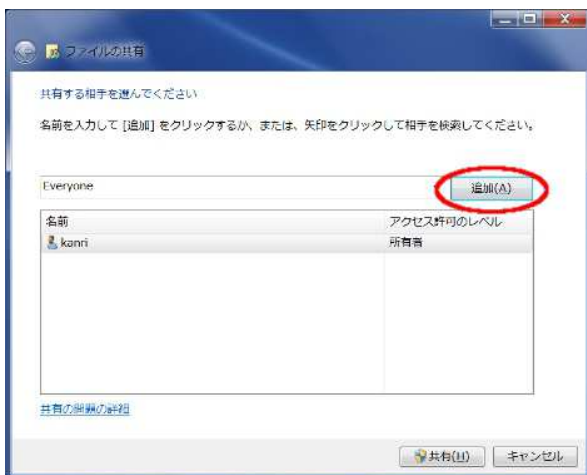 ファイルの共有
共有する相手を選んでください
名前を入力して [追加] をクリックするか、または、矢印をクリックして相手を検索してください。
Everyone
追加(A)
名前 アクセス許可のレベル
kanri 所有者
共有の問題の詳細
共有(H) キャンセル